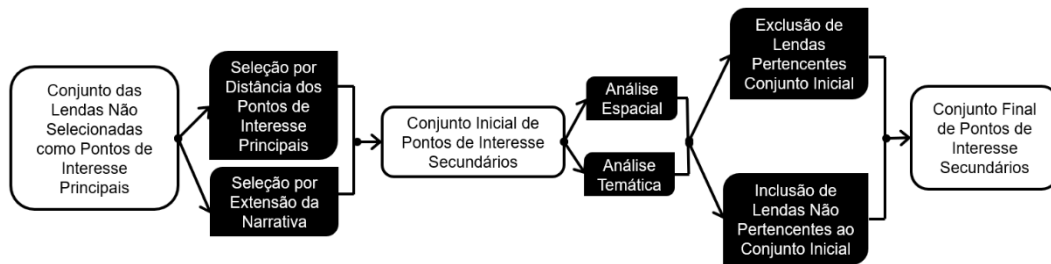 Conjunto das
Lendas Não
Selecionadas
como Pontos de
Interesse
Principais
Seleção por
Distância dos
Pontos de
Interesse
Principais
Seleção por
Extensão da
Narrativa
Conjunto Inicial de
Pontos de Interesse
Secundários
Análise
Espacial
Análise
Temática
Exclusão de
Lendas
Pertencentes
Conjunto Inicial
Inclusão de
Lendas Não
Pertencentes ao
Conjunto Inicial
Conjunto Final
de Pontos de
Interesse
Secundários